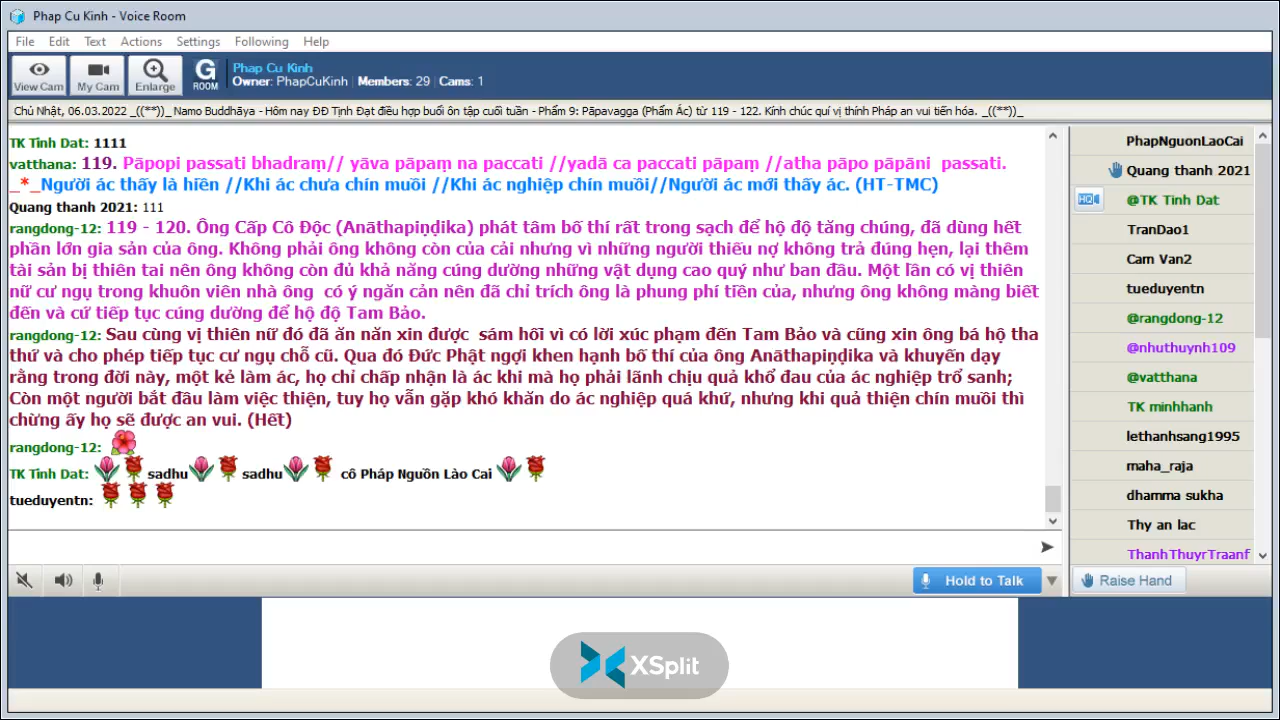 Phap Cu Kinh - Voice Room
File Edit Text Actions Settings Following Help
View Cam My Cam Enlarge G ROOM
Phap Cu Kinh
Owner: PhapCuKinh | Members: 29 | Cams: 1
Chủ Nhật, 06.03.2022 _((**))_ Namo Buddhāya - Hôm nay ĐĐ Tịnh Đạt điều hợp buổi ôn tập cuối tuần - Phẩm 9: Pāpavagga (Phẩm Ác) từ 119 - 122. Kính chúc quí vị thính Pháp an vui tiến hóa. _((**))_
TK Tinh Dat: 1111
vatthana: 119. Pāpopi passati bhadraṃ// yāva pāpaṃ na paccati //yadā ca paccati pāpaṃ //atha pāpo pāpāni passati.
_*_Người ác thấy là hiền //Khi ác chưa chín muồi //Khi ác nghiệp chín muồi//Người ác mới thấy ác. (HT-TMC)
Quang thanh 2021: 111
rangdong-12: 119 - 120. Ông Cấp Cô Độc (Anāthapiṇḍika) phát tâm bố thí rất trong sạch để hộ độ tăng chúng, đã dùng hết
phần lớn gia sản của ông. Không phải ông không còn của cải nhưng vì những người thiếu nợ không trả đúng hẹn, lại thêm
tài sản bị thiên tai nên ông không còn đủ khả năng cúng dường những vật dụng cao quý như ban đầu. Một lần có vị thiên
nữ cư ngụ trong khuôn viên nhà ông có ý ngăn cản nên đã chỉ trích ông là phung phí tiền của, nhưng ông không màng biết
đến và cứ tiếp tục cúng dường để hộ độ Tam Bảo.
rangdong-12: Sau cùng vị thiên nữ đó đã ăn năn xin được sám hối vì có lời xúc phạm đến Tam Bảo và cũng xin ông bá hộ tha
thứ và cho phép tiếp tục cư ngụ chỗ cũ. Qua đó Đức Phật ngợi khen hạnh bố thí của ông Anāthapiṇḍika và khuyến dạy
rằng trong đời này, một kẻ làm ác, họ chỉ chấp nhận là ác khi mà họ phải lãnh chịu quả khổ đau của ác nghiệp trổ sanh;
Còn một người bắt đầu làm việc thiện, tuy họ vẫn gặp khó khăn do ác nghiệp quá khứ, nhưng khi quả thiện chín muồi thì
chừng ấy họ sẽ được an vui. (Hết)
rangdong-12:
TK Tinh Dat: sadhu sadhu cô Pháp Nguồn Lào Cai
tueduyentn:
Hold to Talk
PhapNguonLaoCai
Quang thanh 2021
HQ @TK Tinh Dat
TranDao1
Cam Van2
tueduyentn
@rangdong-12
@nhuthuynh109
@vatthana
TK minhhanh
lethanhsang1995
maha_raja
dhamma sukha
Thy an lac
ThanhThuyrTraanf
Raise Hand
XSplit